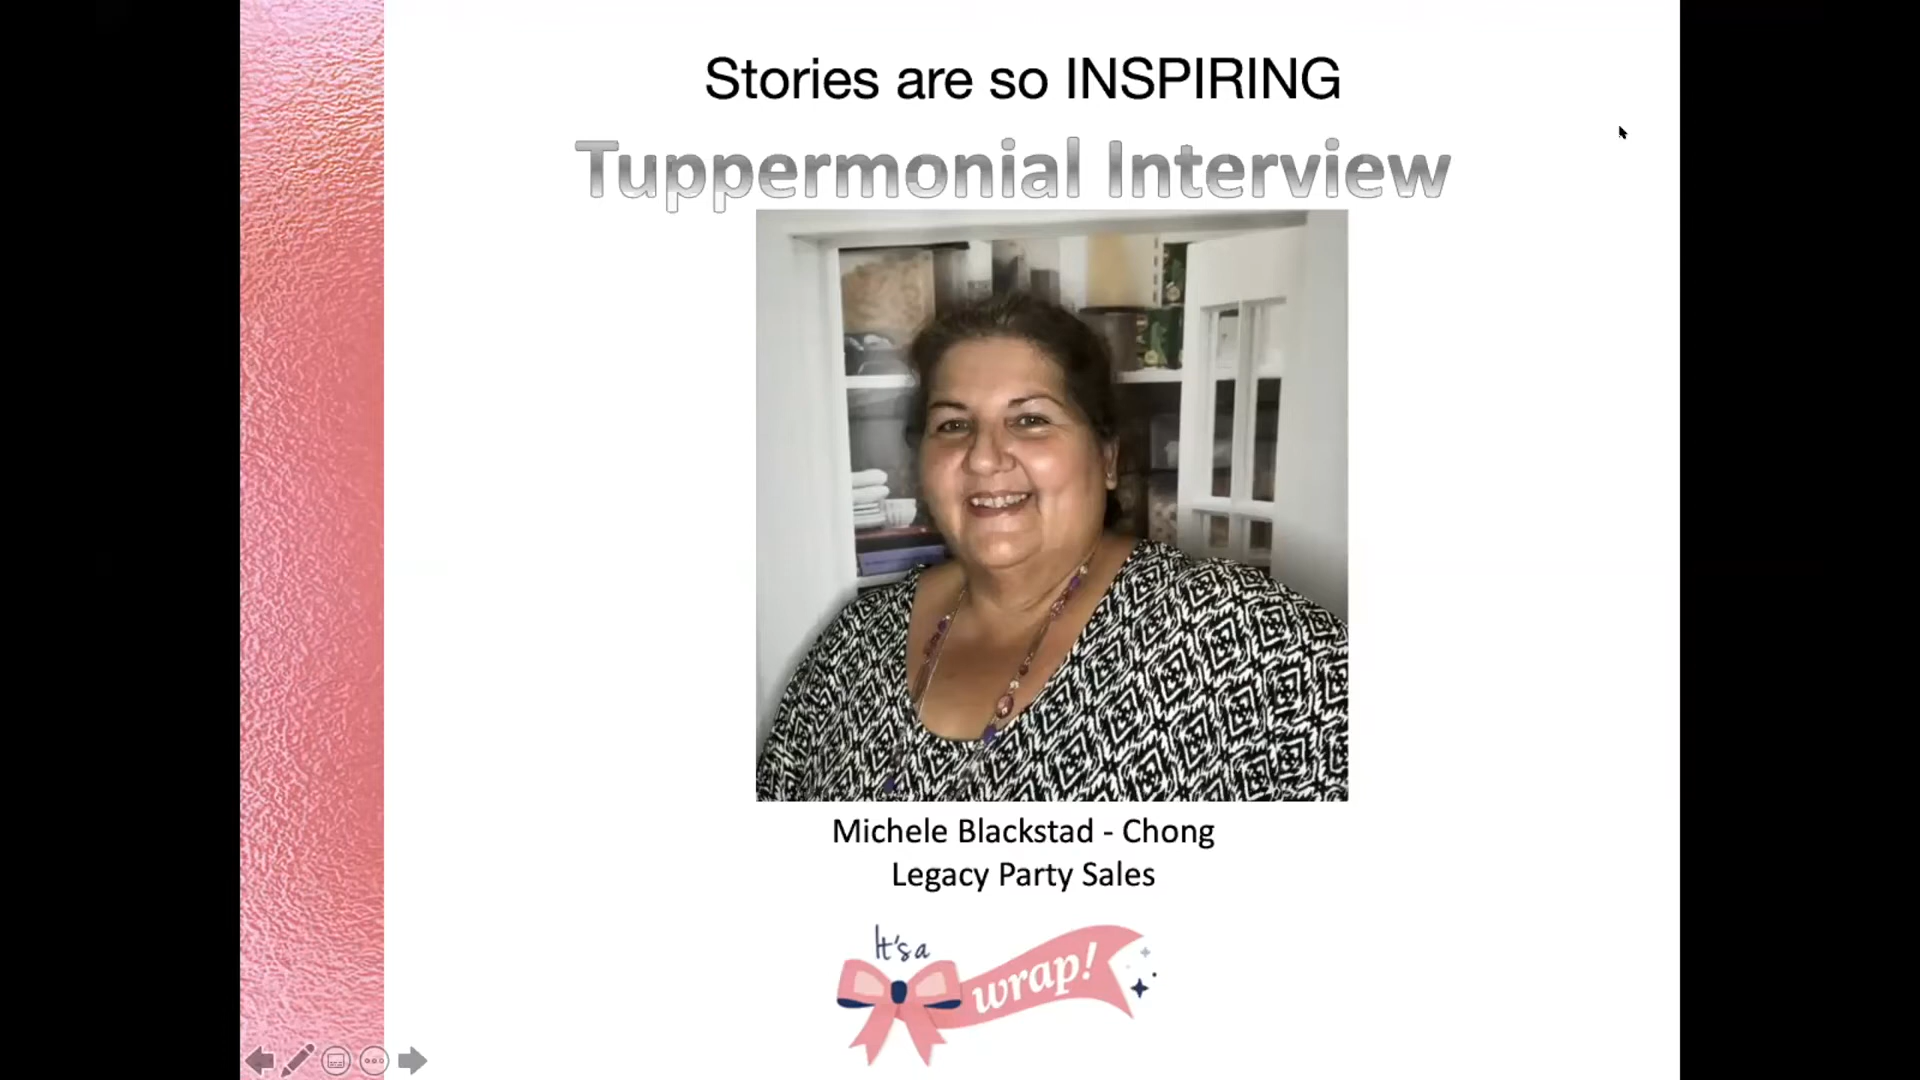 Stories are so INSPIRING
Tuppermonial Interview
Michele Blackstad - Chong
Legacy Party Sales
It's a
wrap!